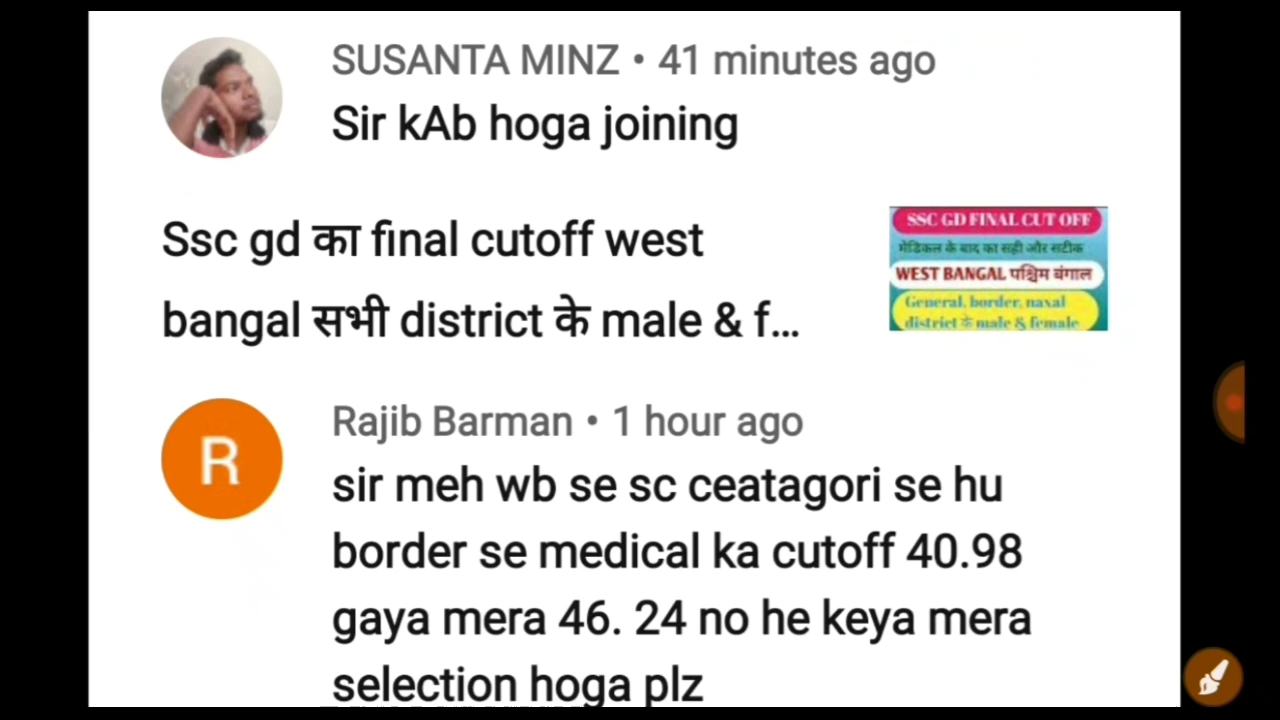 SUSANTA MINZ • 41 minutes ago
Sir kAb hoga joining
Ssc gd का final cutoff west
bangal सभी district के male & f...
SSC GD FINAL CUT OFF
मेडिकल के बाद का सही और सटीक
WEST BANGAL पश्चिम बंगाल
General, border, naxal
district के male & female
R
Rajib Barman • 1 hour ago
sir meh wb se sc ceatagori se hu
border se medical ka cutoff 40.98
gaya mera 46. 24 no he keya mera
selection hoga plz